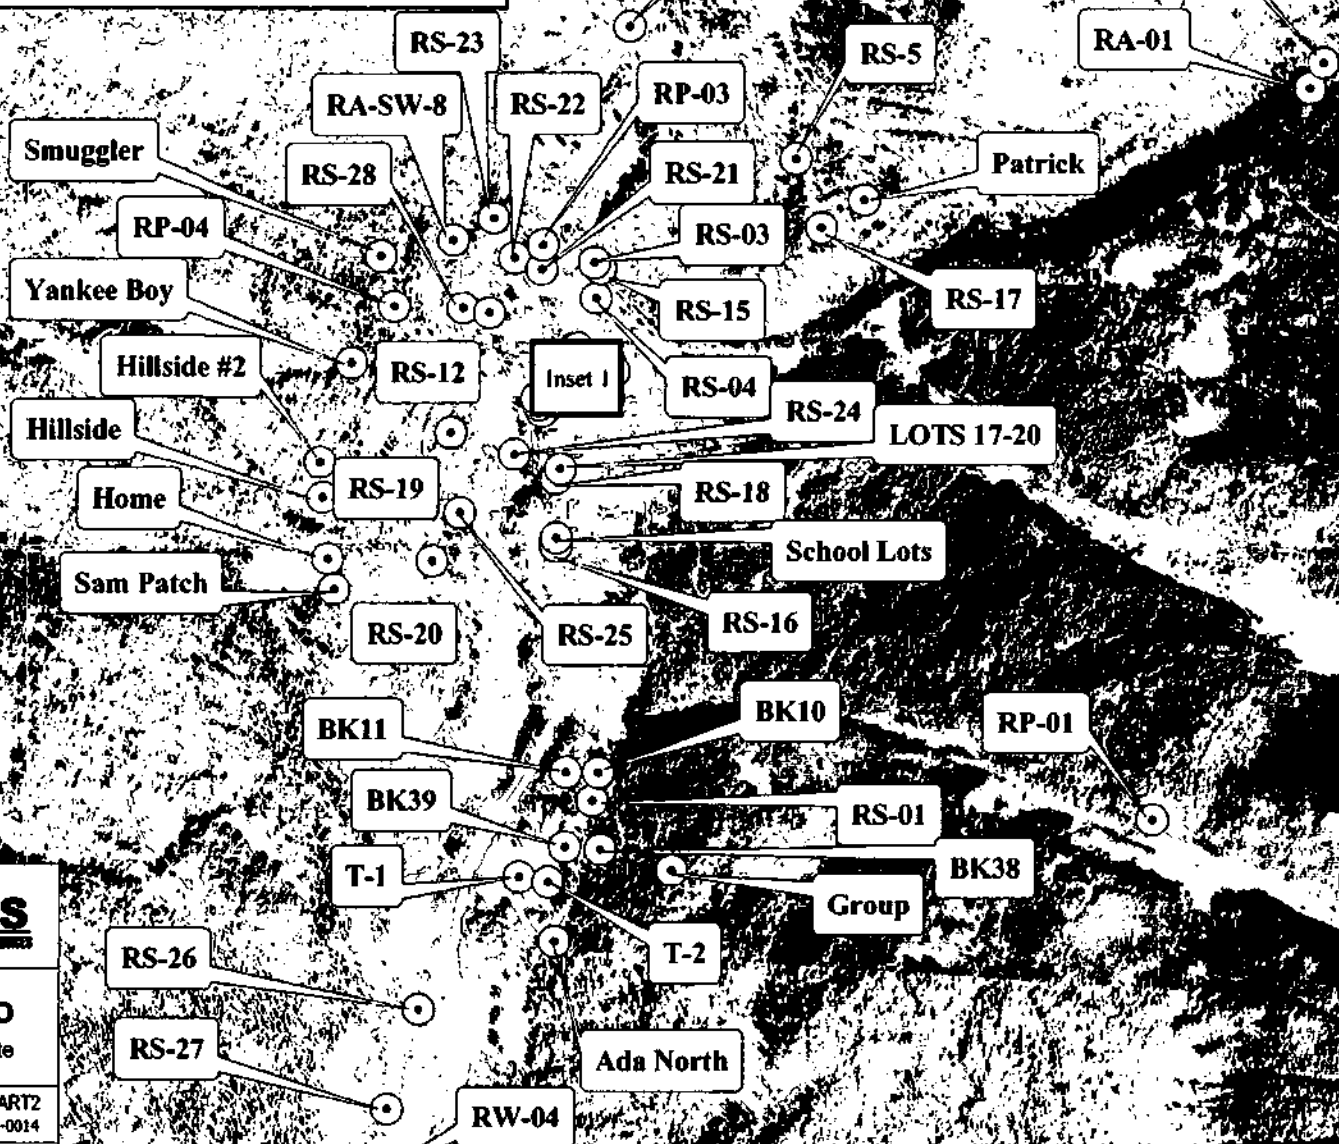 RS-23
RS-5
RA-01
RA-SW-8
RS-22
RP-03
Smuggler
RS-28
RS-21
Patrick
RP-04
RS-03
Yankee Boy
RS-15
RS-17
Hillside #2
RS-12
Inset 1
RS-04
RS-24
Hillside
LOTS 17-20
Home
RS-19
RS-18
School Lots
Sam Patch
RS-20
RS-25
RS-16
BK11
BK10
RP-01
BK39
RS-01
T-1
BK38
Group
RS-26
T-2
RS-27
Ada North
ART2
-0014
RW-04